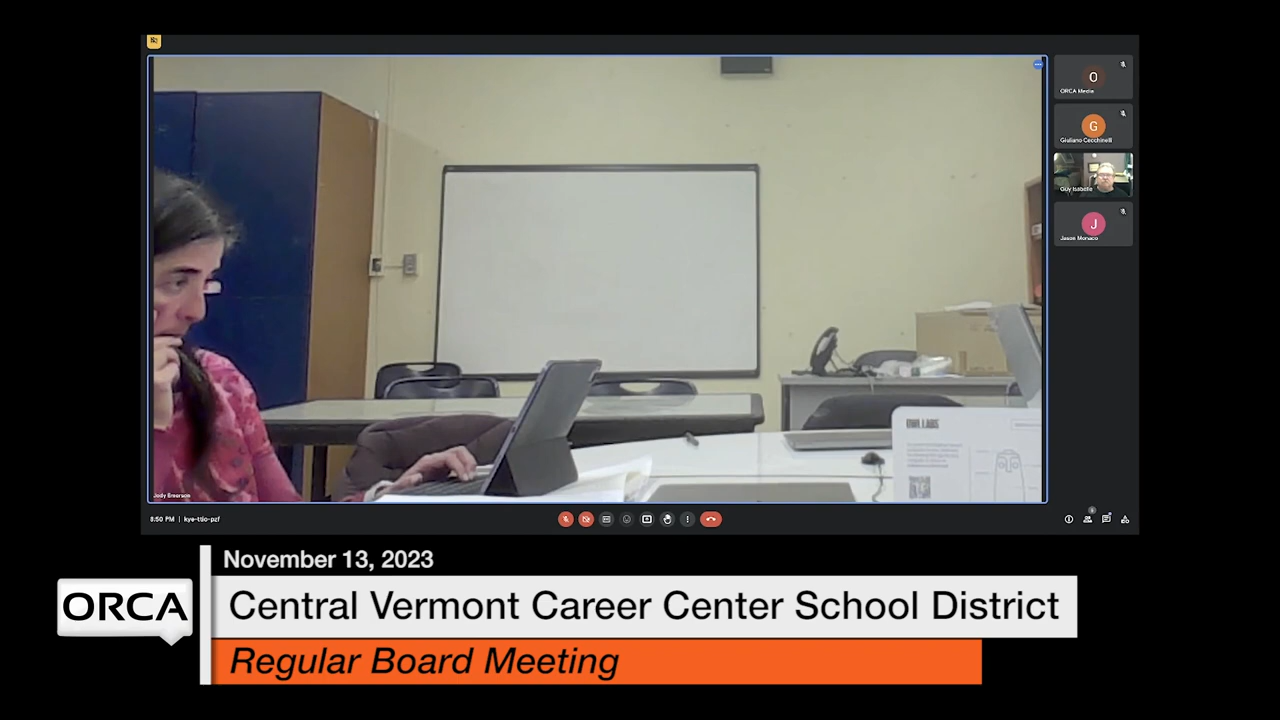 O
ORCA Media
G
Giuliano Cecchinelli
Guy Isabelle
J
Jason Monaco
OWL LABS
Jody Emerson
8:50 PM | kye-ttio-pzf
November 13, 2023
ORCA
Central Vermont Career Center School District
Regular Board Meeting